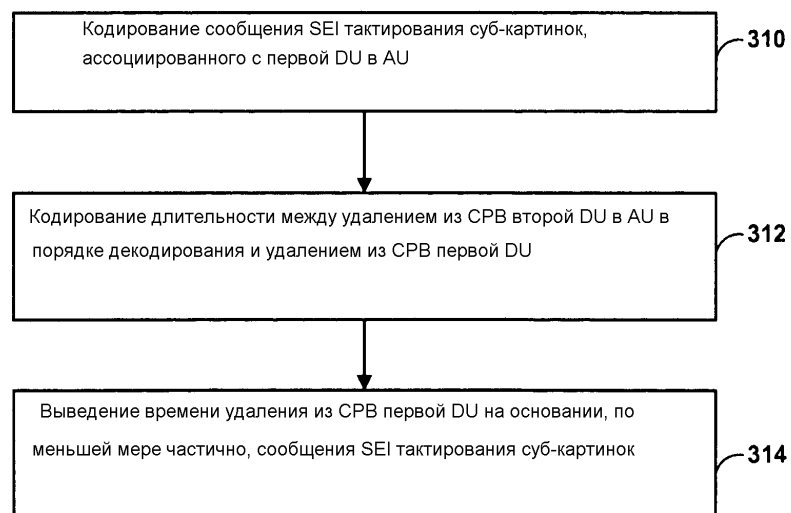 Кодирование сообщения SEI тактирования суб-картинок,
ассоциированного с первой DU в AU
310
Кодирование длительности между удалением из CPB второй DU в AU в
порядке декодирования и удалением из CPB первой DU
312
Выведение времени удаления из CPB первой DU на основании, по
меньшей мере частично, сообщения SEI тактирования суб-картинок
314